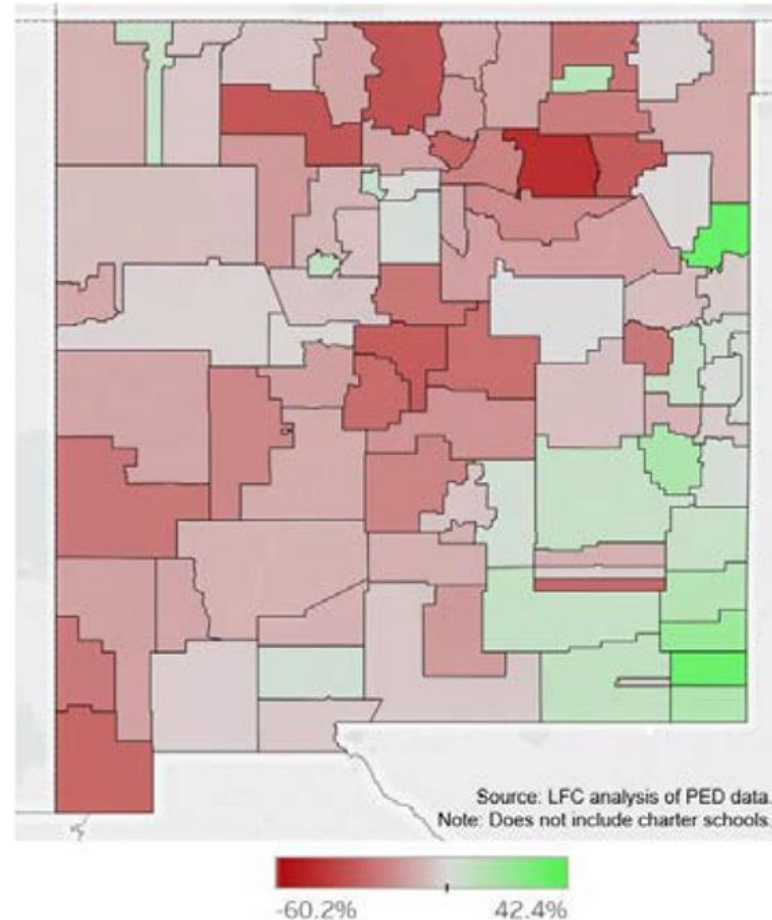 Source: LFC analysis of PED data.
Note: Does not include charter schools.
-60.2% 42.4%